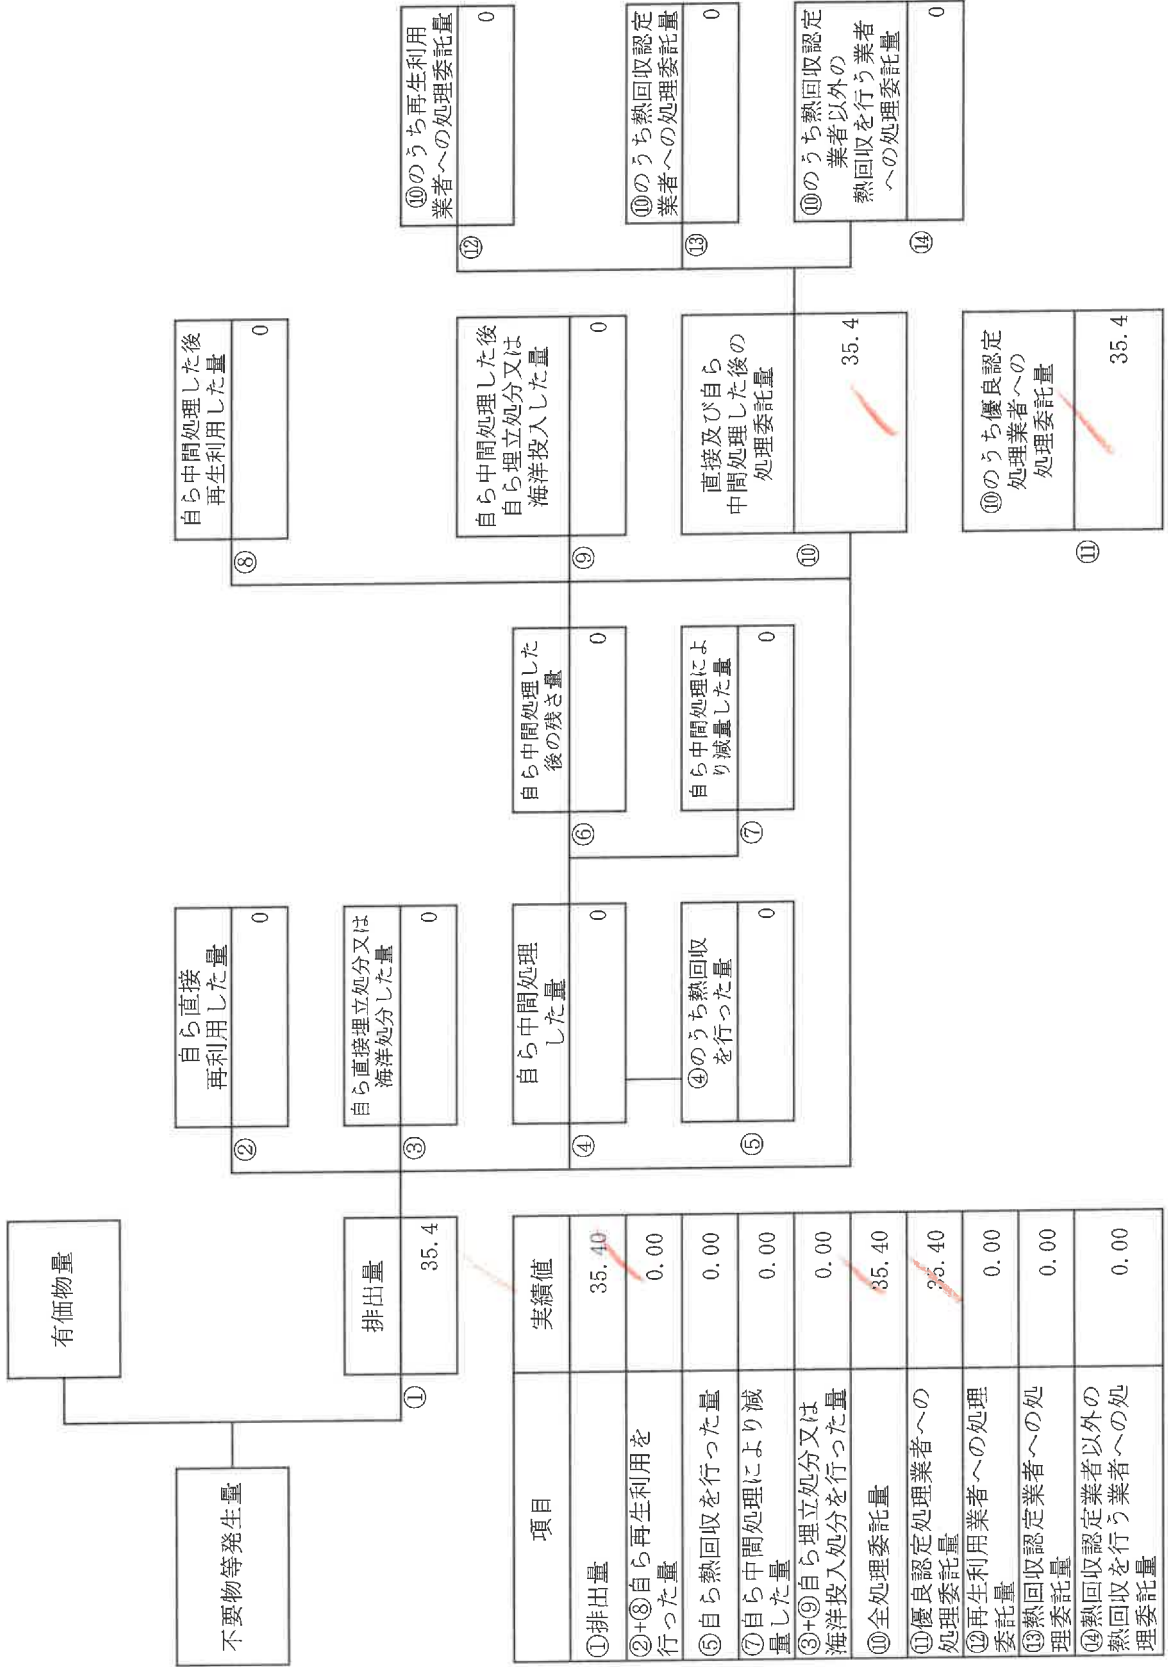 不要物等発生量
有価物量
①
排出量
35.4
②
自ら直接
再利用した量
0
③
自ら直接埋立処分又は
海洋処分した量
0
④
自ら中間処理
した量
0
⑤
④のうち熱回収
を行った量
0
⑥
自ら中間処理した
後の残さ量
0
⑦
自ら中間処理によ
り減量した量
0
⑧
自ら中間処理した後
再生利用した量
0
⑨
自ら中間処理した後
自ら埋立処分又は
海洋投入した量
0
⑩
直接及び自ら
中間処理した後の
処理委託量
35.4
⑪
⑩のうち優良認定
処理業者への
処理委託量
35.4
⑫
⑩のうち再生利用
業者への処理委託量
0
⑬
⑩のうち熱回収認定
業者への処理委託量
0
⑭
⑩のうち熱回収認定
業者以外の
熱回収を行う業者
への処理委託量
0
項目 実績値
①排出量 35.40
②+⑧自ら再生利用を
行った量 0.00
⑤自ら熱回収を行った量 0.00
⑦自ら中間処理により減
量した量 0.00
③+⑨自ら埋立処分又は
海洋投入処分を行った量 0.00
⑩全処理委託量 35.40
⑪優良認定処理業者への
処理委託量 35.40
⑫再生利用業者への処理
委託量 0.00
⑬熱回収認定業者への処
理委託量 0.00
⑭熱回収認定業者以外の
熱回収を行う業者への処
理委託量 0.00